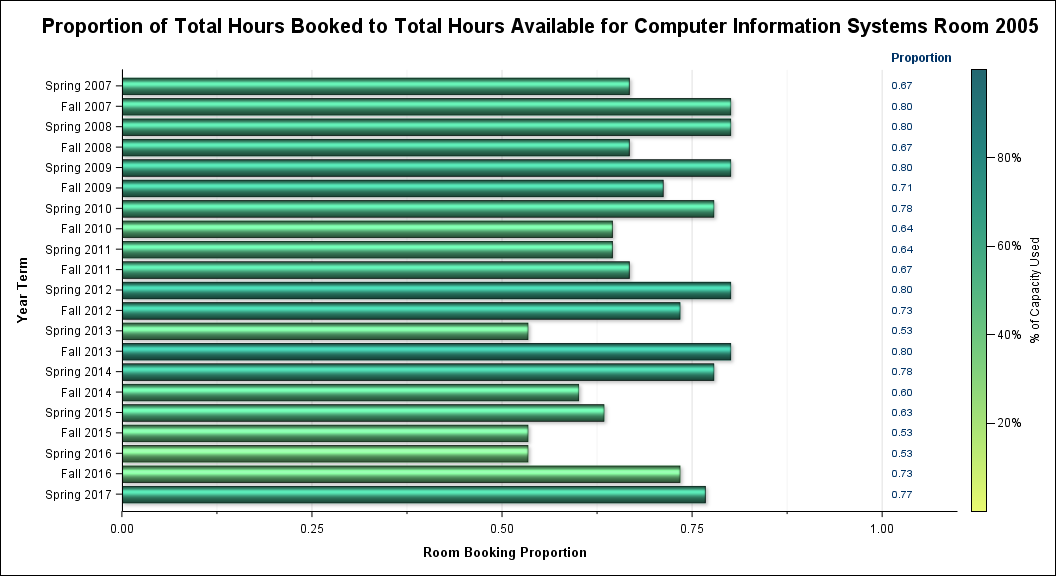 Proportion of Total Hours Booked to Total Hours Available for Computer Information Systems Room 2005
Proportion
Spring 2007 0.67
Fall 2007 0.80
Spring 2008 0.80
Fall 2008 0.67
Spring 2009 0.80
Fall 2009 0.71
Spring 2010 0.78
Fall 2010 0.64
Spring 2011 0.64
Fall 2011 0.67
Spring 2012 0.80
Fall 2012 0.73
Spring 2013 0.53
Fall 2013 0.80
Spring 2014 0.78
Fall 2014 0.60
Spring 2015 0.63
Fall 2015 0.53
Spring 2016 0.53
Fall 2016 0.73
Spring 2017 0.77
Year Term
0.00 0.25 0.50 0.75 1.00
Room Booking Proportion
80%
60%
40%
20%
% of Capacity Used